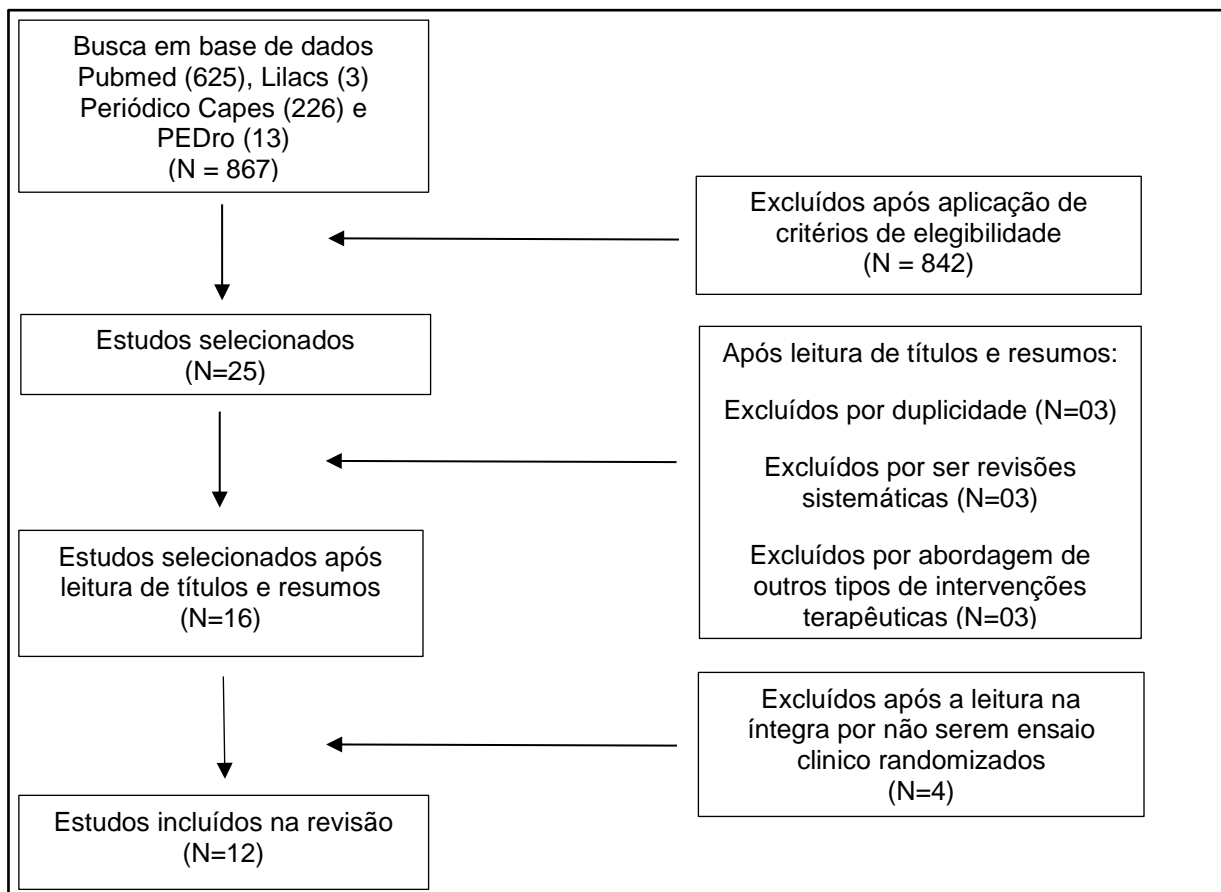 Busca em base de dados
Pubmed (625), Lilacs (3)
Periódico Capes (226) e
PEDro (13)
(N = 867)
Excluídos após aplicação de
critérios de elegibilidade
(N = 842)
Estudos selecionados
(N=25)
Após leitura de títulos e resumos:
Excluídos por duplicidade (N=03)
Excluídos por ser revisões
sistemáticas (N=03)
Excluídos por abordagem de
outros tipos de intervenções
terapêuticas (N=03)
Estudos selecionados após
leitura de títulos e resumos
(N=16)
Excluídos após a leitura na
íntegra por não serem ensaio
clinico randomizados
(N=4)
Estudos incluídos na revisão
(N=12)